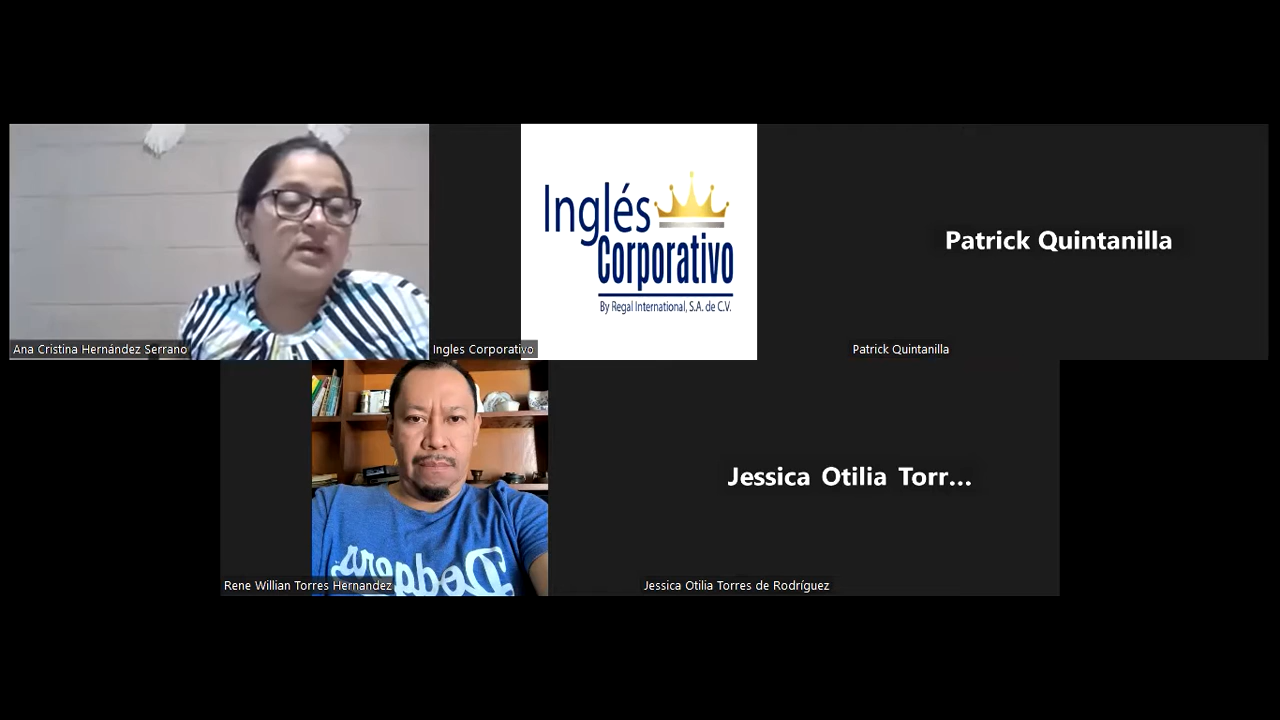 Inglés
Corporativo
By Regal International, S.A. de C.V.
Patrick Quintanilla
Ana Cristina Hernández Serrano
Ingles Corporativo
Patrick Quintanilla
Dodgers
Jessica Otilia Torr...
Rene Willian Torres Hernandez
Jessica Otilia Torres de Rodríguez